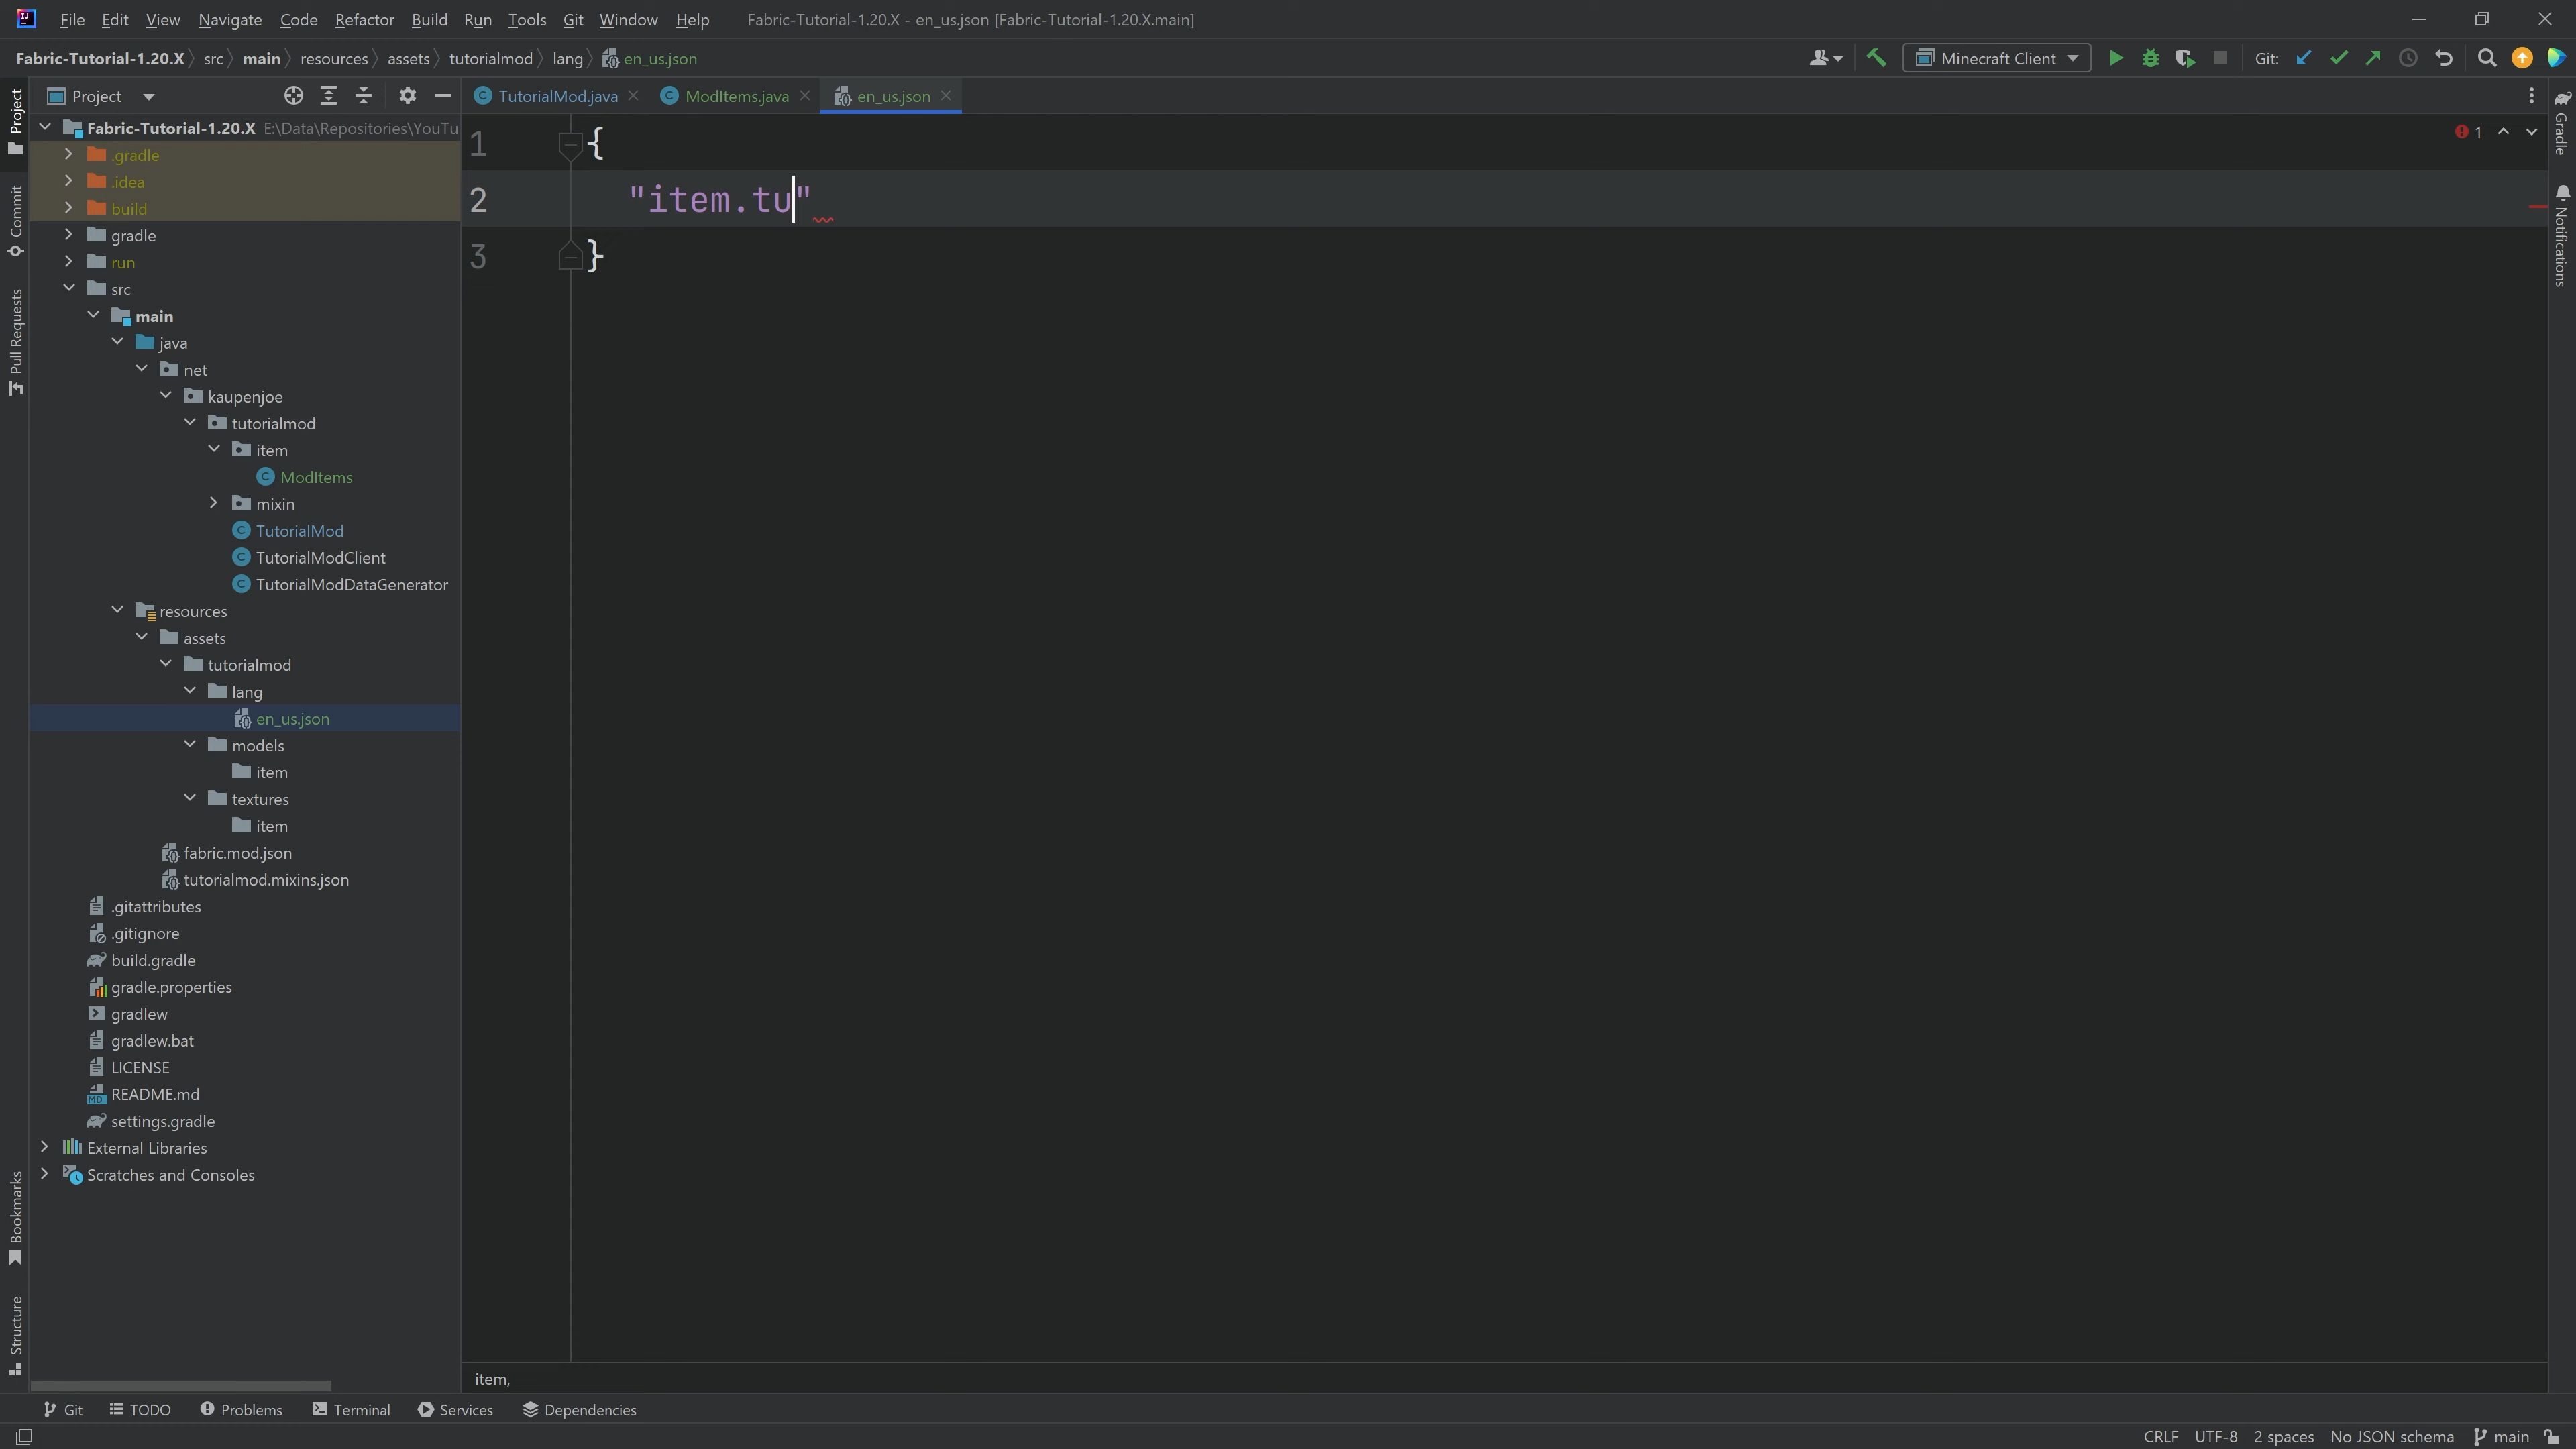 File Edit View Navigate Code Refactor Build Run Tools Git Window Help Fabric-Tutorial-1.20.X - en_us.json [Fabric-Tutorial-1.20.X.main]
Fabric-Tutorial-1.20.X src main resources assets tutorialmod lang en_us.json Minecraft Client Git:
Project TutorialMod.java ModItems.java en_us.json
Fabric-Tutorial-1.20.X E:\Data\Repositories\YouTu
.gradle
.idea
build
gradle
run
src
main
java
net
kaupenjoe
tutorialmod
item
ModItems
mixin
TutorialMod
TutorialModClient
TutorialModDataGenerator
resources
assets
tutorialmod
lang
en_us.json
models
item
textures
item
fabric.mod.json
tutorialmod.mixins.json
.gitattributes
.gitignore
build.gradle
gradle.properties
gradlew
gradlew.bat
LICENSE
README.md
settings.gradle
External Libraries
Scratches and Consoles
1 {
2 "item.tu"
3 }
1
item,
Project
Commit
Pull Requests
Bookmarks
Structure
Gradle
Notifications
Git TODO Problems Terminal Services Dependencies
CRLF UTF-8 2 spaces No JSON schema main